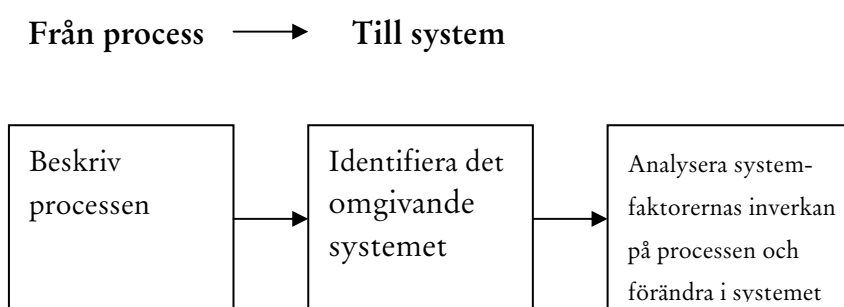 Från process → Till system
Beskriv
processen
Identifiera det
omgivande
systemet
Analysera system-
faktorernas inverkan
på processen och
förändra i systemet